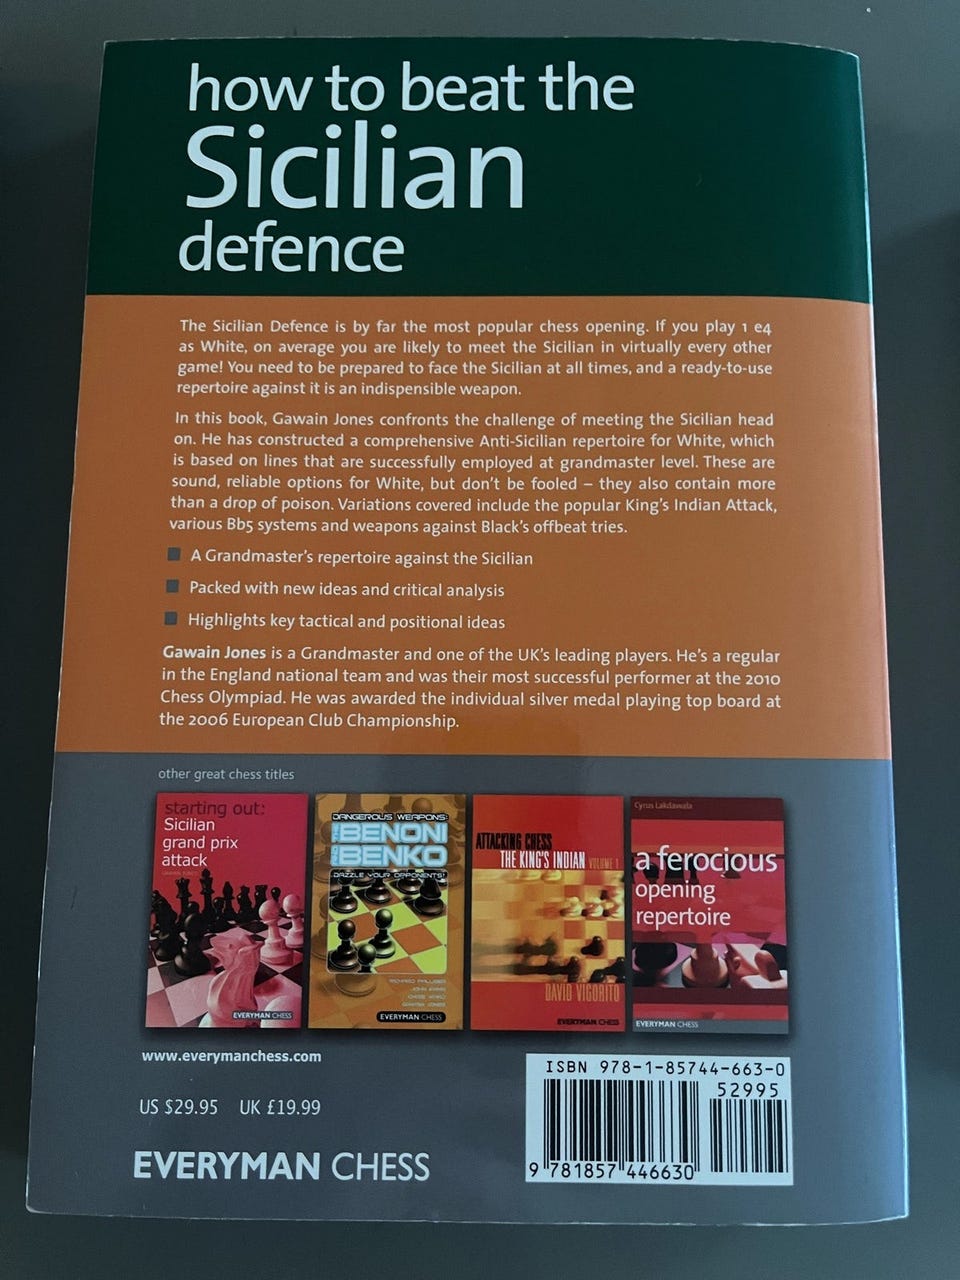 how to beat the
Sicilian
defence
The Sicilian Defence is by far the most popular chess opening. If you play 1 e4
as White, on average you are likely to meet the Sicilian in virtually every other
game! You need to be prepared to face the Sicilian at all times, and a ready-to-use
repertoire against it is an indispensible weapon.
In this book, Gawain Jones confronts the challenge of meeting the Sicilian head
on. He has constructed a comprehensive Anti-Sicilian repertoire for White, which
is based on lines that are successfully employed at grandmaster level. These are
sound, reliable options for White, but don't be fooled – they also contain more
than a drop of poison. Variations covered include the popular King's Indian Attack,
various Bb5 systems and weapons against Black's offbeat tries.
A Grandmaster's repertoire against the Sicilian
Packed with new ideas and critical analysis
Highlights key tactical and positional ideas
Gawain Jones is a Grandmaster and one of the UK's leading players. He's a regular
in the England national team and was their most successful performer at the 2010
Chess Olympiad. He was awarded the individual silver medal playing top board at
the 2006 European Club Championship.
other great chess titles
starting out:
Sicilian
grand prix
attack
GAWAIN JONES
EVERYMAN CHESS
DANGEROUS WEAPONS:
THE BENONI
AND BENKO
DAZZLE YOUR OPPONENTS!
RICHARD PALLISER
EVERYMAN CHESS
ATTACKING CHESS
THE KING'S INDIAN VOLUME 1
DAVID VIGORITO
EVERYMAN CHESS
Cyrus Lakdawala
a ferocious
opening
repertoire
EVERYMAN CHESS
www.everymanchess.com
US $29.95 UK £19.99
EVERYMAN CHESS
ISBN 978-1-85744-663-0
52995
9 781857 446630